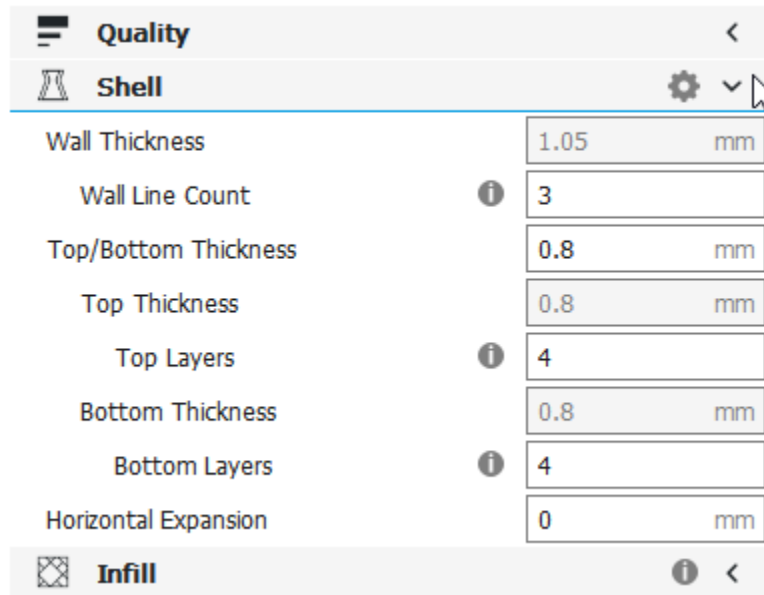 Quality
Shell
Wall Thickness 1.05 mm
Wall Line Count 3
Top/Bottom Thickness 0.8 mm
Top Thickness 0.8 mm
Top Layers 4
Bottom Thickness 0.8 mm
Bottom Layers 4
Horizontal Expansion 0 mm
Infill